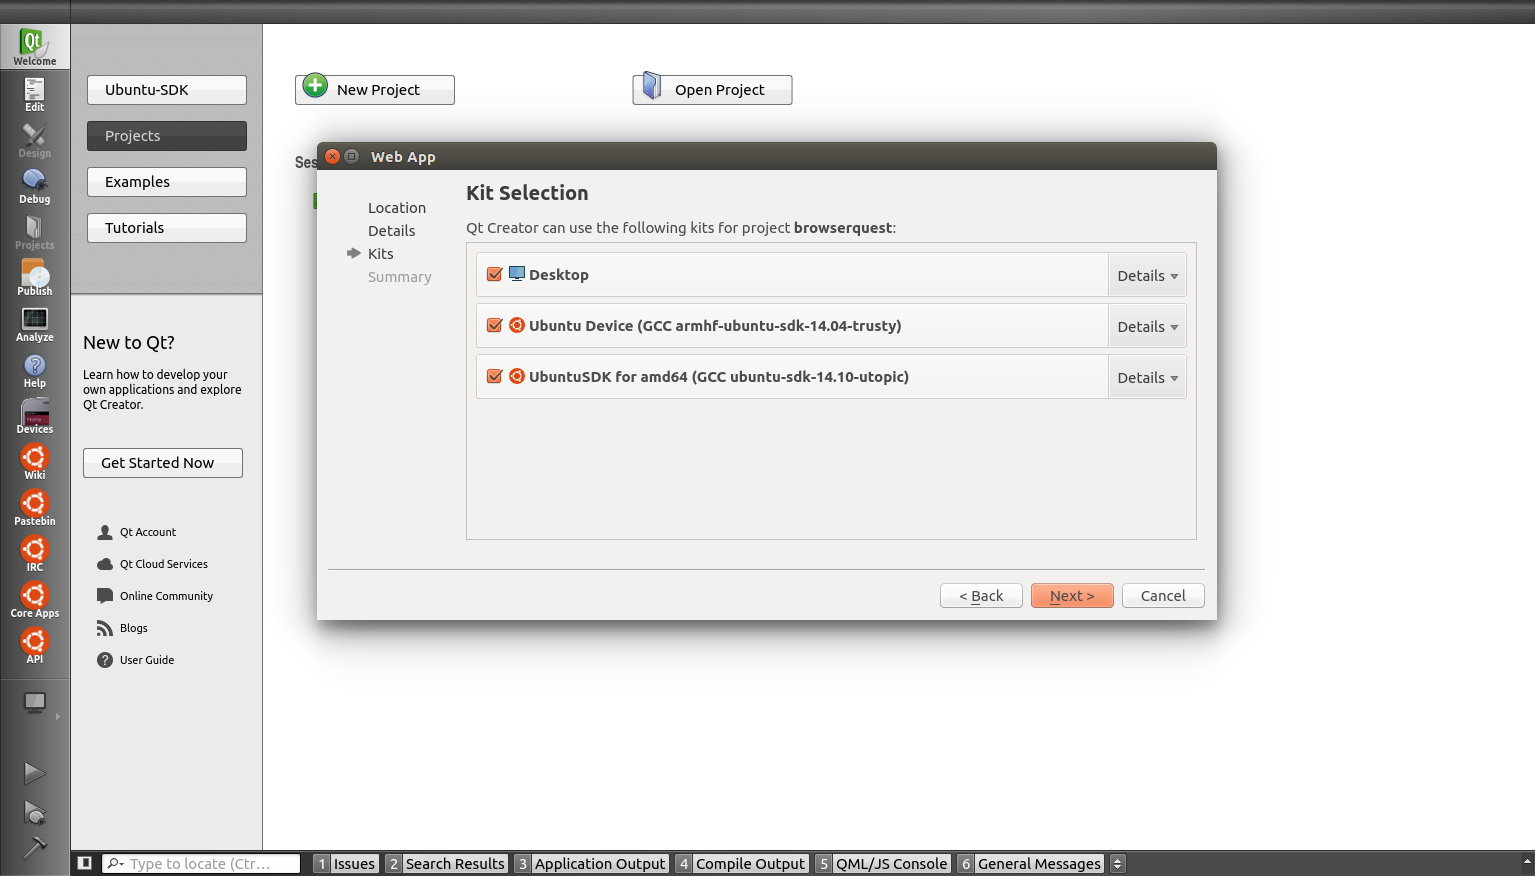 Qt
Welcome
Edit
Design
Debug
Projects
Publish
Analyze
Help
Devices
Wiki
Pastebin
IRC
Core Apps
API
Ubuntu-SDK
Projects
Examples
Tutorials
New to Qt?
Learn how to develop your
own applications and explore
Qt Creator.
Get Started Now
Qt Account
Qt Cloud Services
Online Community
Blogs
User Guide
New Project
Open Project
Ses
Web App
Location
Details
Kits
Summary
Kit Selection
Qt Creator can use the following kits for project browserquest:
Desktop Details
Ubuntu Device (GCC armhf-ubuntu-sdk-14.04-trusty) Details
UbuntuSDK for amd64 (GCC ubuntu-sdk-14.10-utopic) Details
< Back Next > Cancel
Type to locate (Ctr... 1 Issues 2 Search Results 3 Application Output 4 Compile Output 5 QML/JS Console 6 General Messages